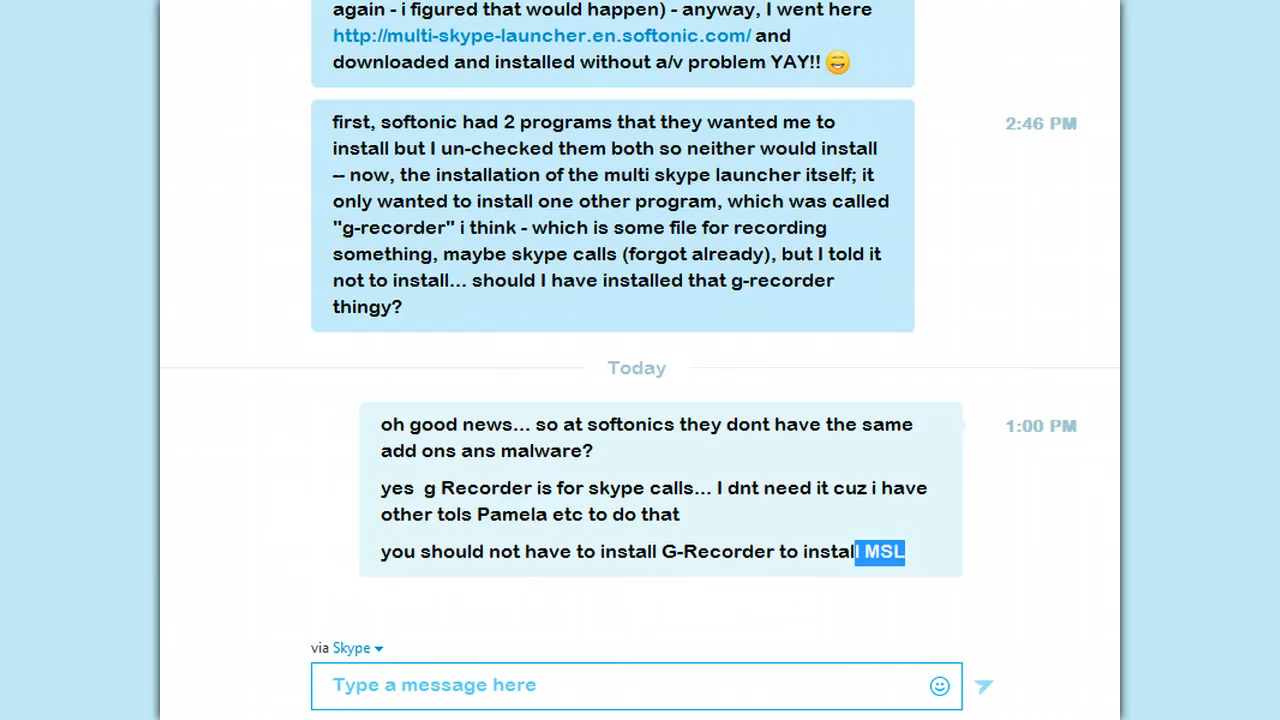 again - i figured that would happen) - anyway, I went here
http://multi-skype-launcher.en.softonic.com/ and
downloaded and installed without a/v problem YAY!!
first, softonic had 2 programs that they wanted me to
2:46 PM
install but I un-checked them both so neither would install
– now, the installation of the multi skype launcher itself; it
only wanted to install one other program, which was called
"g-recorder" i think - which is some file for recording
something, maybe skype calls (forgot already), but I told it
not to install... should I have installed that g-recorder
thingy?
Today
oh good news... so at softonics they dont have the same
1:00 PM
add ons ans malware?
yes  g Recorder is for skype calls... I dnt need it cuz i have
other tols Pamela etc to do that
you should not have to install G-Recorder to install MSL
via Skype
Type a message here